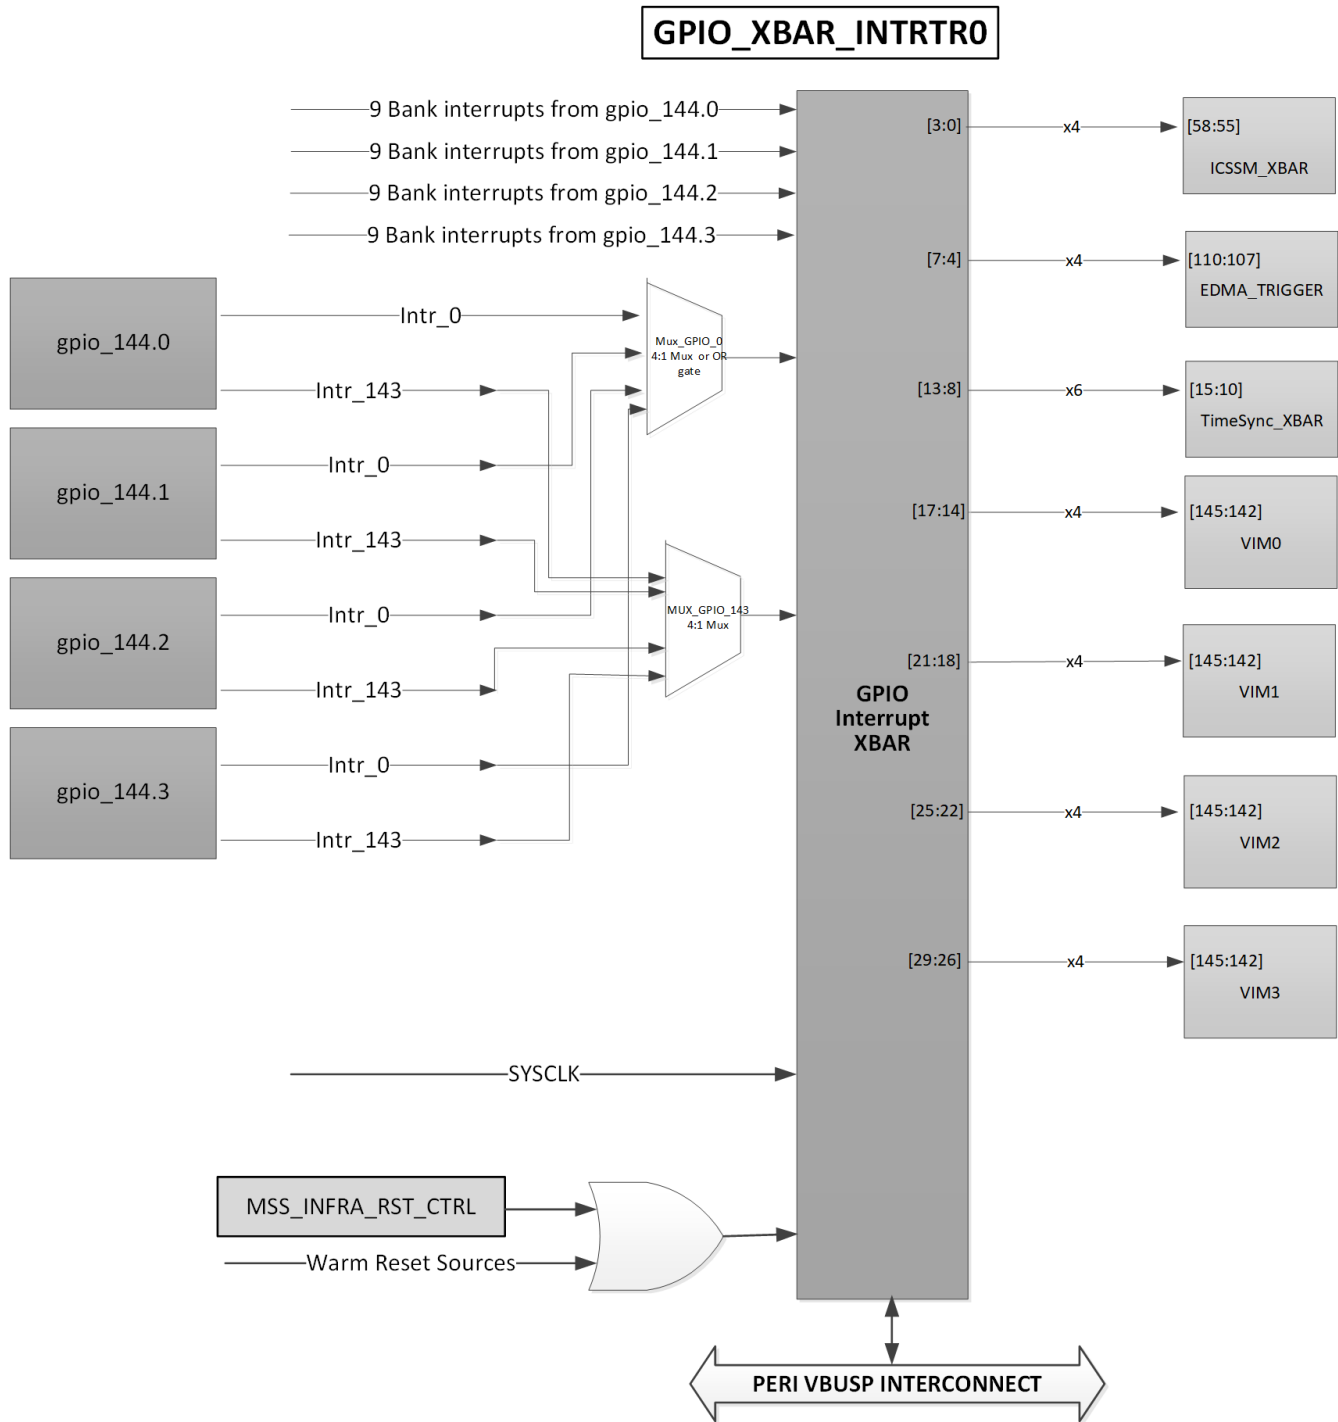 GPIO_XBAR_INTRTR0
9 Bank interrupts from gpio_144.0
9 Bank interrupts from gpio_144.1
9 Bank interrupts from gpio_144.2
9 Bank interrupts from gpio_144.3
gpio_144.0
Intr_0
Intr_143
gpio_144.1
Intr_0
Intr_143
gpio_144.2
Intr_0
Intr_143
gpio_144.3
Intr_0
Intr_143
Mux_GPIO_0
4:1 Mux or OR
gate
MUX_GPIO_143
4:1 Mux
GPIO
Interrupt
XBAR
[3:0]
x4
[58:55]
ICSSM_XBAR
[7:4]
x4
[110:107]
EDMA_TRIGGER
[13:8]
x6
[15:10]
TimeSync_XBAR
[17:14]
x4
[145:142]
VIM0
[21:18]
x4
[145:142]
VIM1
[25:22]
x4
[145:142]
VIM2
[29:26]
x4
[145:142]
VIM3
SYSCLK
MSS_INFRA_RST_CTRL
Warm Reset Sources
PERI VBUSP INTERCONNECT